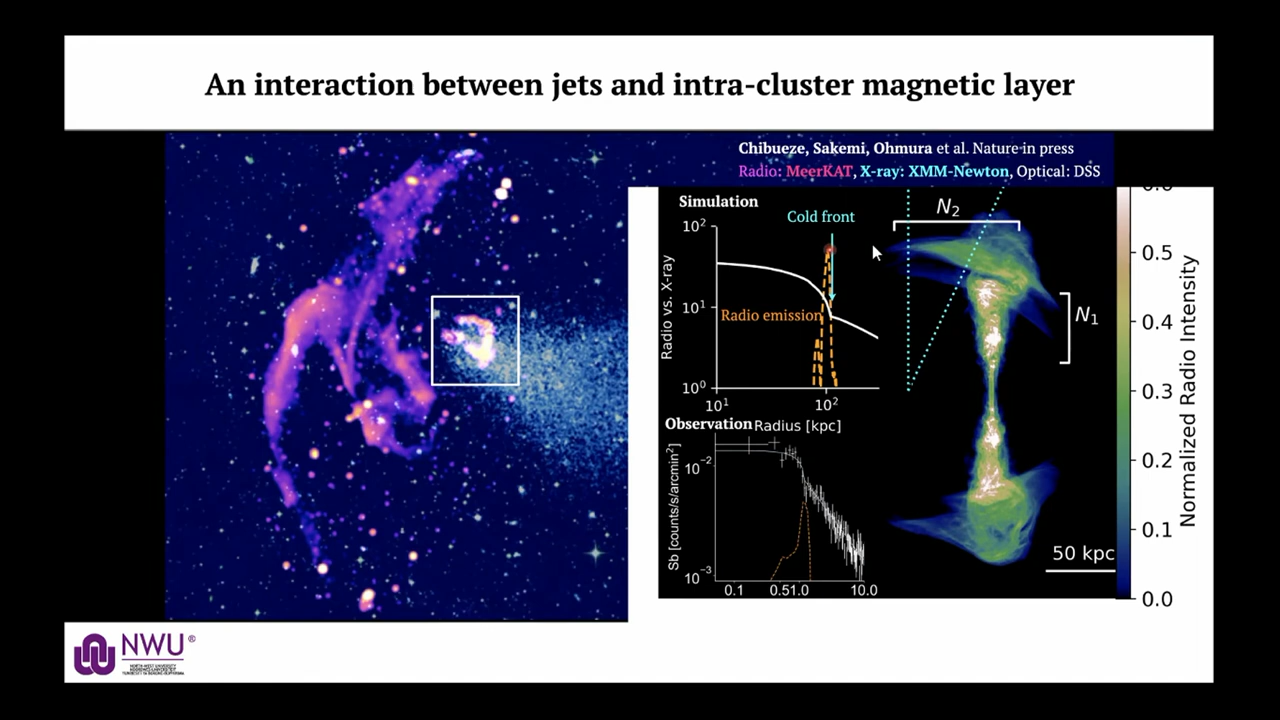 An interaction between jets and intra-cluster magnetic layer
Chibueze, Sakemi, Ohmura et al. Nature in press
Radio: MeerKAT, X-ray: XMM-Newton, Optical: DSS
Simulation
Cold front
Radio emission
Radio vs. X-ray
10²
10¹
10⁰
10¹
10²
Radius [kpc]
Observation
Sb [counts/s/arcmin²]
10⁻²
10⁻³
0.1
0.51.0
10.0
N₂
N₁
50 kpc
0.5
0.4
0.3
0.2
0.1
0.0
Normalized Radio Intensity
NWU®